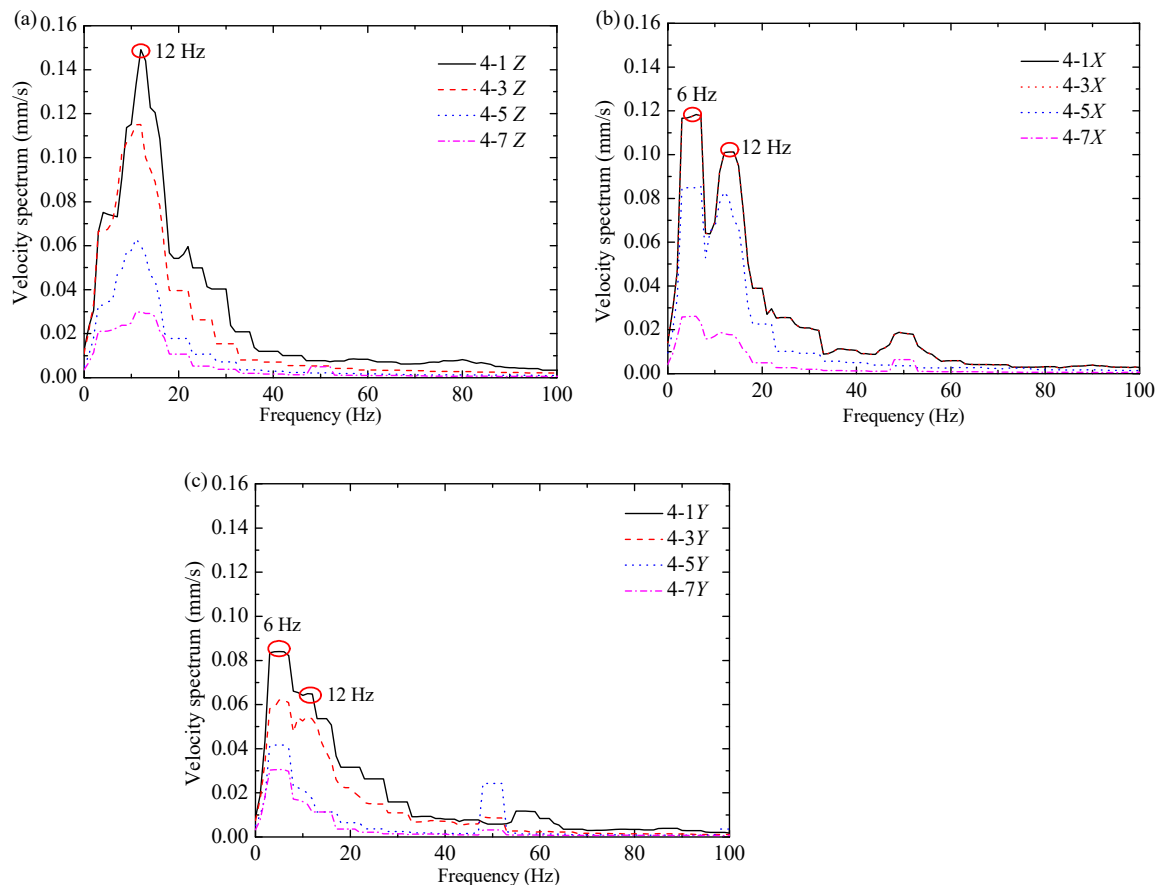 (a)
0.16
0.14
0.12
0.10
0.08
0.06
0.04
0.02
0.00
Velocity spectrum (mm/s)
12 Hz
4-1 Z
4-3 Z
4-5 Z
4-7 Z
0 20 40 60 80 100
Frequency (Hz)
(b)
0.16
0.14
0.12
0.10
0.08
0.06
0.04
0.02
0.00
Velocity spectrum (mm/s)
6 Hz
12 Hz
4-1X
4-3X
4-5X
4-7X
0 20 40 60 80 100
Frequency (Hz)
(c)
0.16
0.14
0.12
0.10
0.08
0.06
0.04
0.02
0.00
Velocity spectrum (mm/s)
6 Hz
12 Hz
4-1Y
4-3Y
4-5Y
4-7Y
0 20 40 60 80 100
Frequency (Hz)